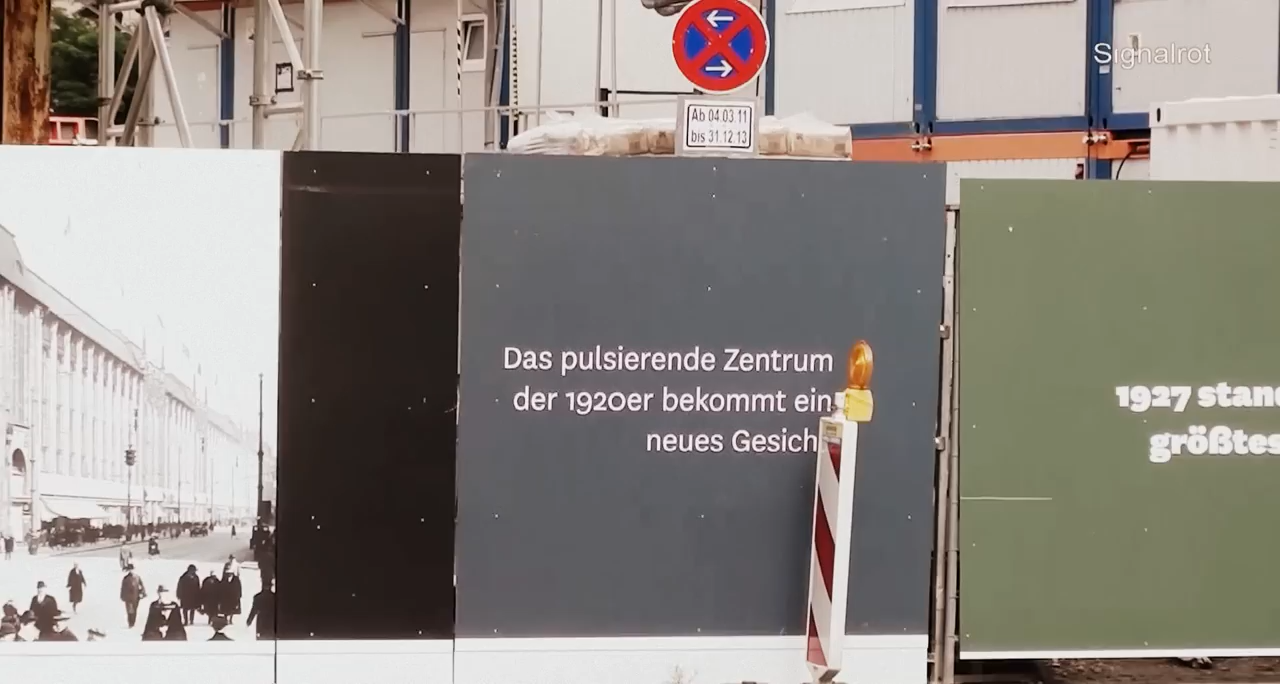 Signalrot
Ab 04.03.11
bis 31.12.13
Das pulsierende Zentrum
der 1920er bekommt ein
neues Gesich
1927 stan
größtes